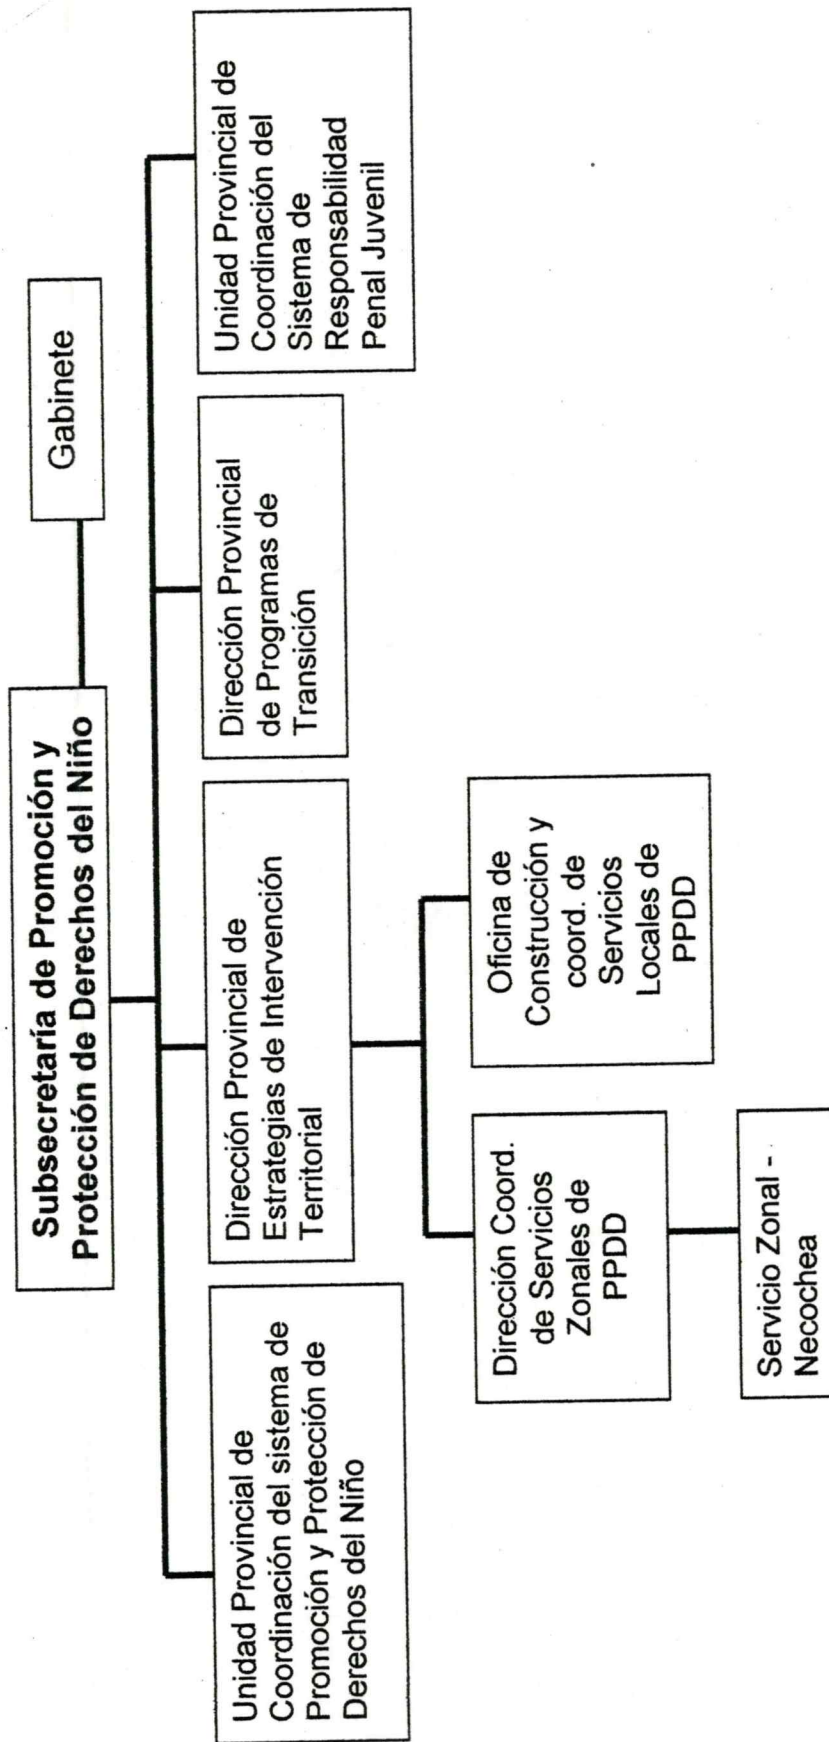 Subsecretaría de Promoción y
Protección de Derechos del Niño
Gabinete
Unidad Provincial de
Coordinación del sistema de
Promoción y Protección de
Derechos del Niño
Dirección Provincial de
Estrategias de Intervención
Territorial
Dirección Provincial
de Programas de
Transición
Unidad Provincial de
Coordinación del
Sistema de
Responsabilidad
Penal Juvenil
Dirección Coord.
de Servicios
Zonales de
PPDD
Oficina de
Construcción y
coord. de
Servicios
Locales de
PPDD
Servicio Zonal -
Necochea